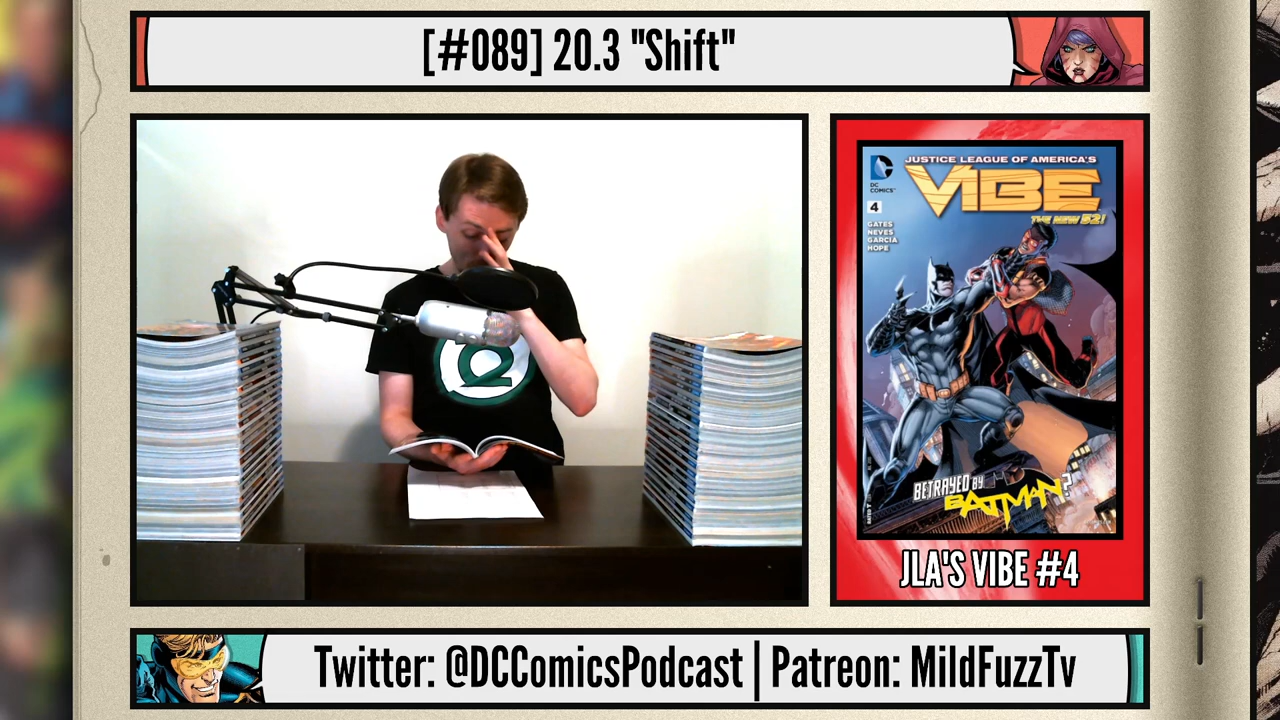 [#089] 20.3 "Shift"
DC
COMICS
JUSTICE LEAGUE OF AMERICA'S
VIBE
THE NEW 52!
4
GATES
NEVES
GARCIA
HOPE
BETRAYED BY
BATMAN?
JLA'S VIBE #4
Twitter: @DCComicsPodcast | Patreon: MildFuzzTv